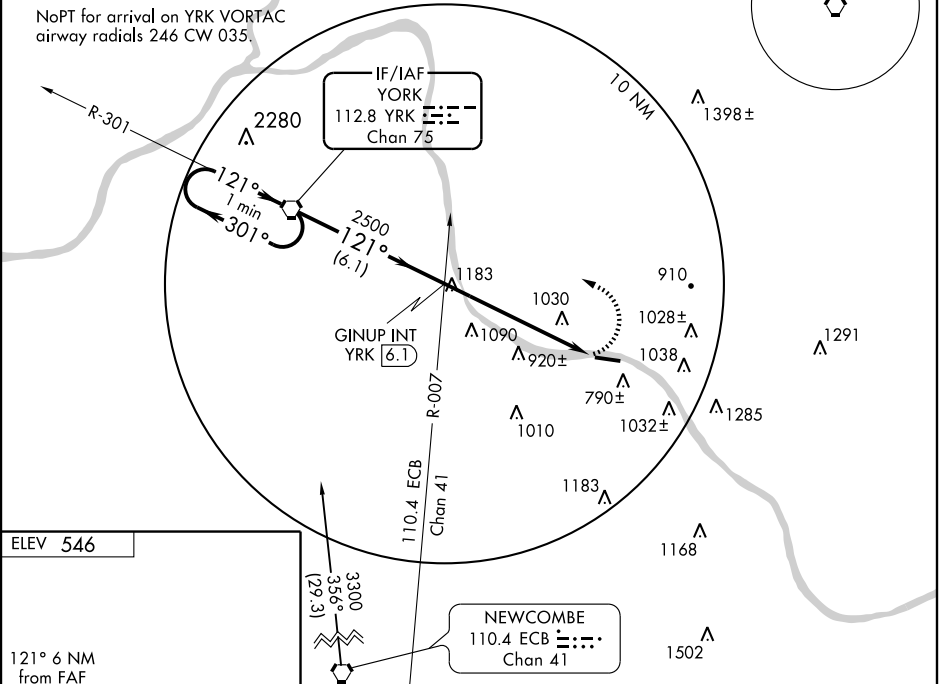 NoPT for arrival on YRK VORTAC
airway radials 246 CW 035.
R-301
2280
IF/IAF
YORK
112.8 YRK
Chan 75
10 NM
1398±
121°
1 min
301°
2500
121°
(6.1)
1183
GINUP INT
YRK 6.1
1090
1030
920±
910
1028±
1038
1291
790±
1032±
1285
1010
R-007
110.4 ECB
Chan 41
1183
1168
1502
ELEV 546
3300
356°
(29.3)
NEWCOMBE
110.4 ECB
Chan 41
121° 6 NM
from FAF